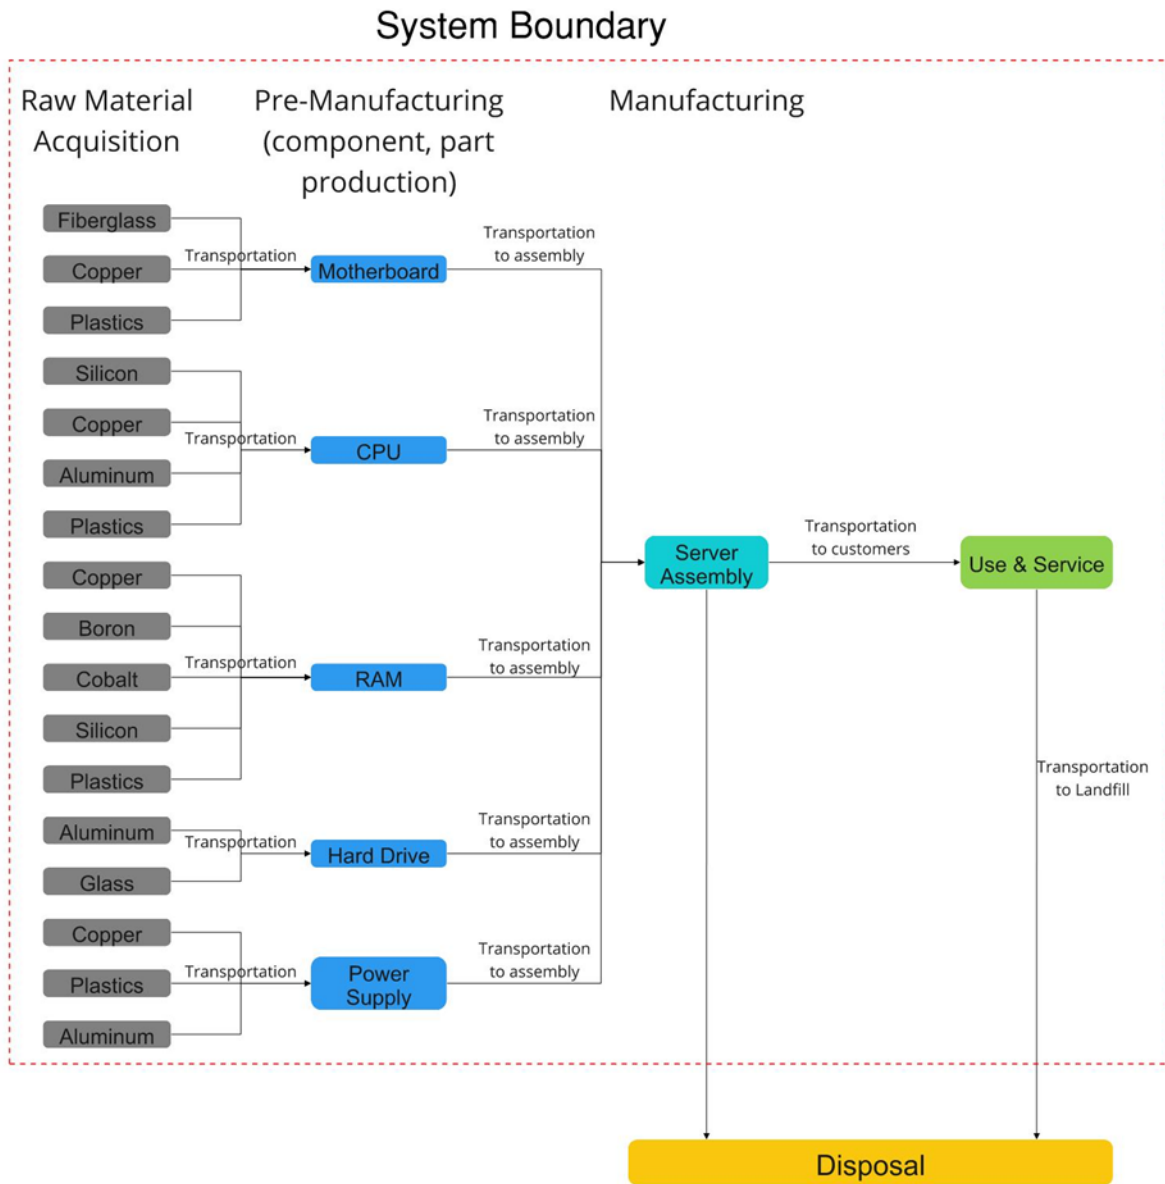 System Boundary
Raw Material
Acquisition
Pre-Manufacturing
(component, part
production)
Manufacturing
Fiberglass
Copper
Plastics
Transportation
Motherboard
Transportation
to assembly
Silicon
Copper
Aluminum
Plastics
Transportation
CPU
Transportation
to assembly
Copper
Boron
Cobalt
Silicon
Plastics
Transportation
RAM
Transportation
to assembly
Aluminum
Glass
Transportation
Hard Drive
Transportation
to assembly
Copper
Plastics
Aluminum
Transportation
Power
Supply
Transportation
to assembly
Server
Assembly
Transportation
to customers
Use & Service
Transportation
to Landfill
Disposal